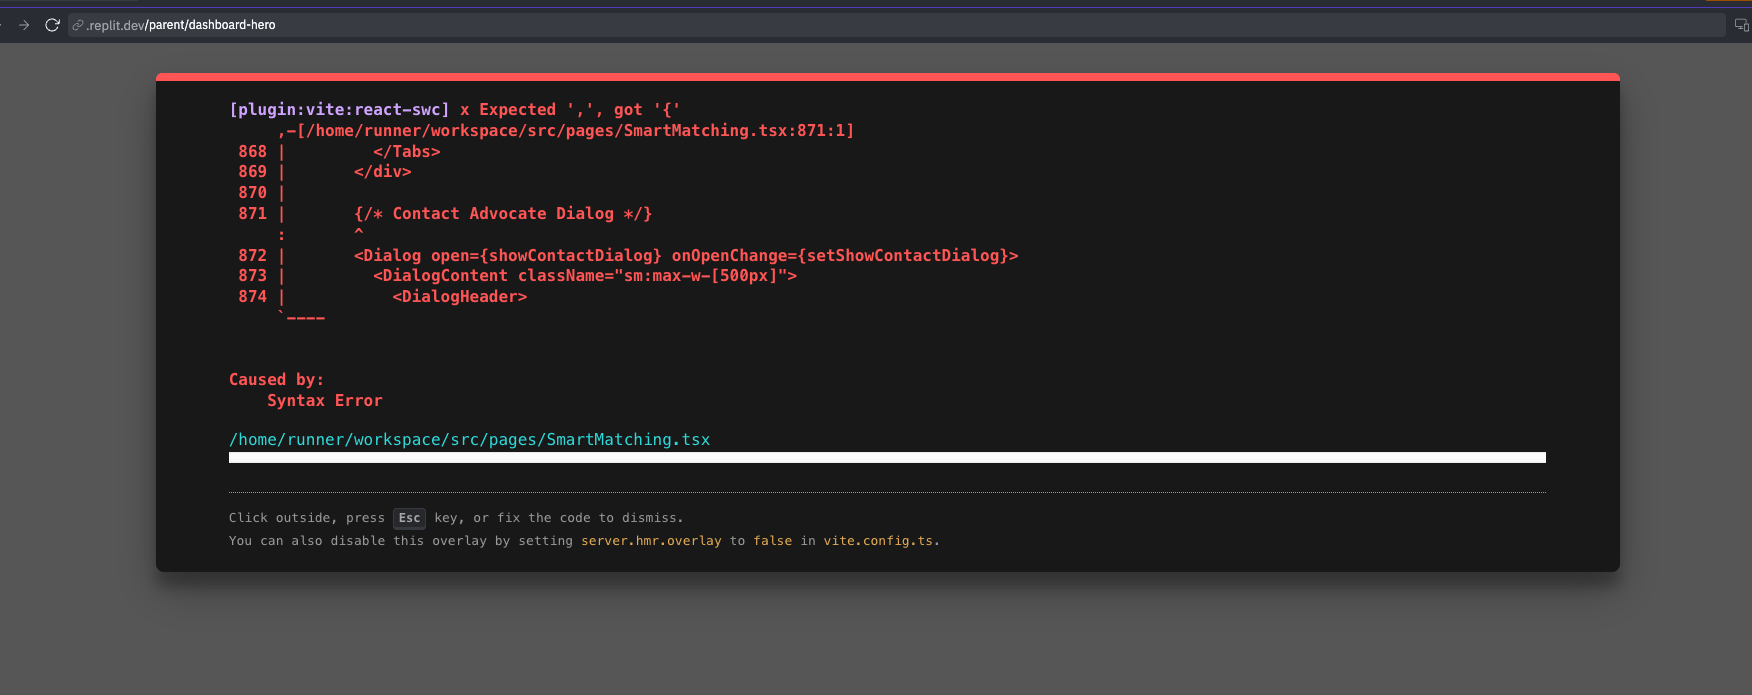 .replit.dev/parent/dashboard-hero
[plugin:vite:react-swc] x Expected ',', got '{'
,-[/home/runner/workspace/src/pages/SmartMatching.tsx:871:1]
868 | </Tabs>
869 | </div>
870 |
871 | {/* Contact Advocate Dialog */}
: ^
872 | <Dialog open={showContactDialog} onOpenChange={setShowContactDialog}>
873 | <DialogContent className="sm:max-w-[500px]">
874 | <DialogHeader>
`----
Caused by:
Syntax Error
/home/runner/workspace/src/pages/SmartMatching.tsx
Click outside, press Esc key, or fix the code to dismiss.
You can also disable this overlay by setting server.hmr.overlay to false in vite.config.ts.